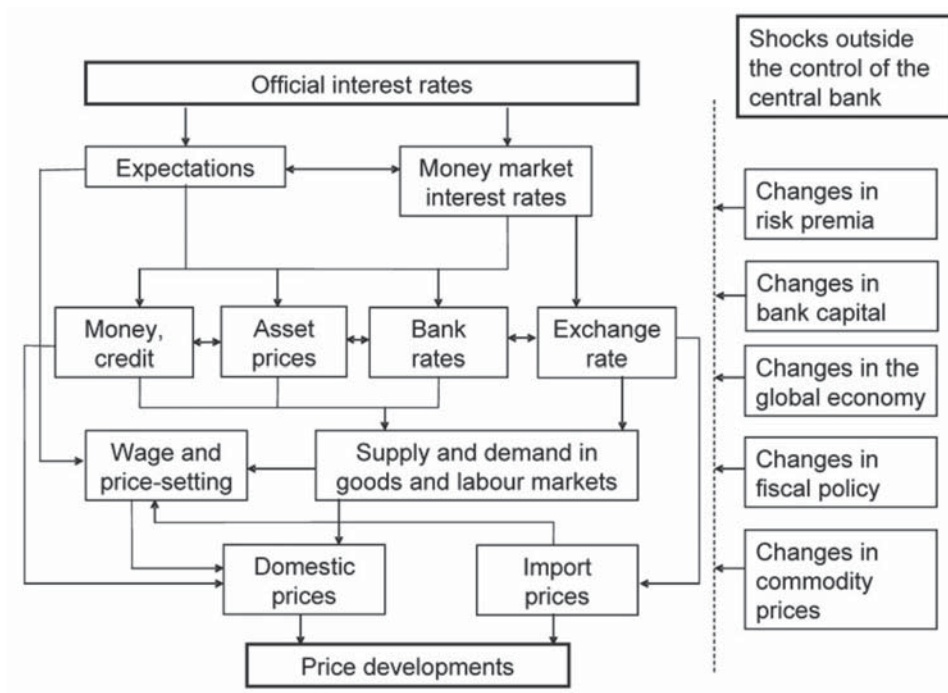 Shocks outside
the control of the
central bank
Official interest rates
Expectations
Money market
interest rates
Changes in
risk premia
Changes in
bank capital
Money,
credit
Asset
prices
Bank
rates
Exchange
rate
Changes in the
global economy
Wage and
price-setting
Supply and demand in
goods and labour markets
Changes in
fiscal policy
Domestic
prices
Import
prices
Changes in
commodity
prices
Price developments